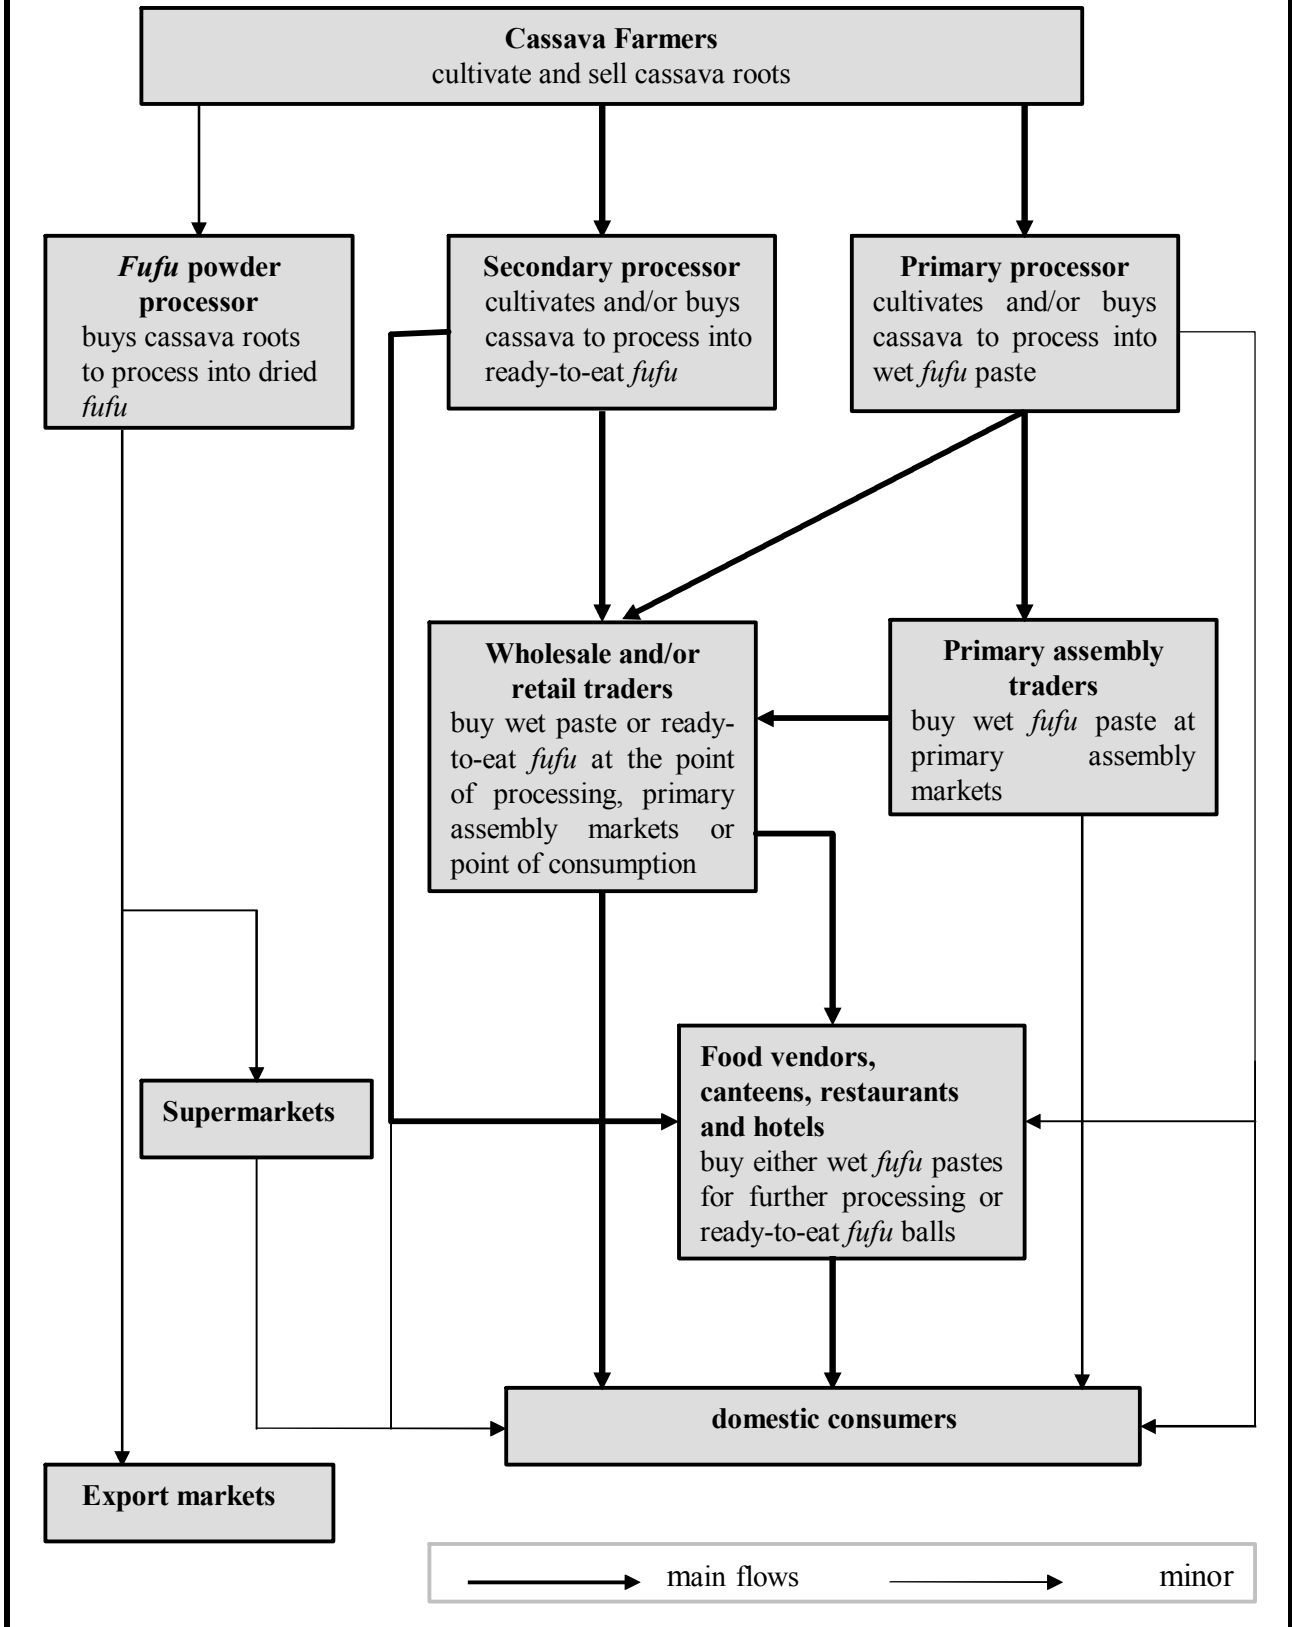 Cassava Farmers
cultivate and sell cassava roots
Fufu powder
processor
buys cassava roots
to process into dried
fufu
Secondary processor
cultivates and/or buys
cassava to process into
ready-to-eat fufu
Primary processor
cultivates and/or buys
cassava to process into
wet fufu paste
Wholesale and/or
retail traders
buy wet paste or ready-
to-eat fufu at the point
of processing, primary
assembly markets or
point of consumption
Primary assembly
traders
buy wet fufu paste at
primary assembly
markets
Food vendors,
canteens, restaurants
and hotels
buy either wet fufu pastes
for further processing or
ready-to-eat fufu balls
Supermarkets
domestic consumers
Export markets
main flows
minor